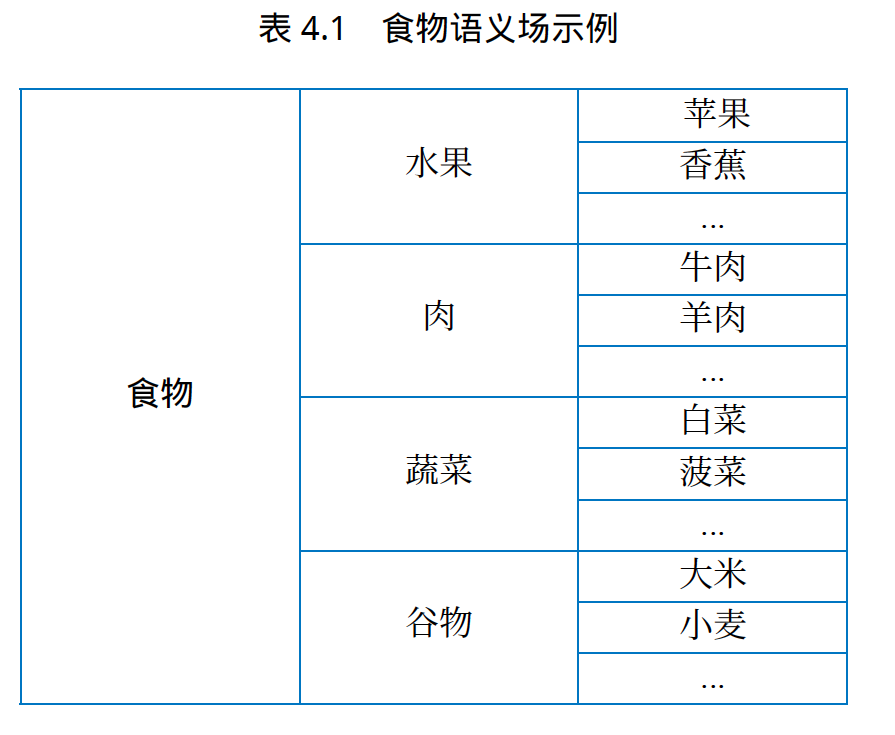 表 4.1 食物语义场示例
苹果
水果
香蕉
...
牛肉
肉
羊肉
...
食物
白菜
蔬菜
菠菜
...
大米
谷物
小麦
...